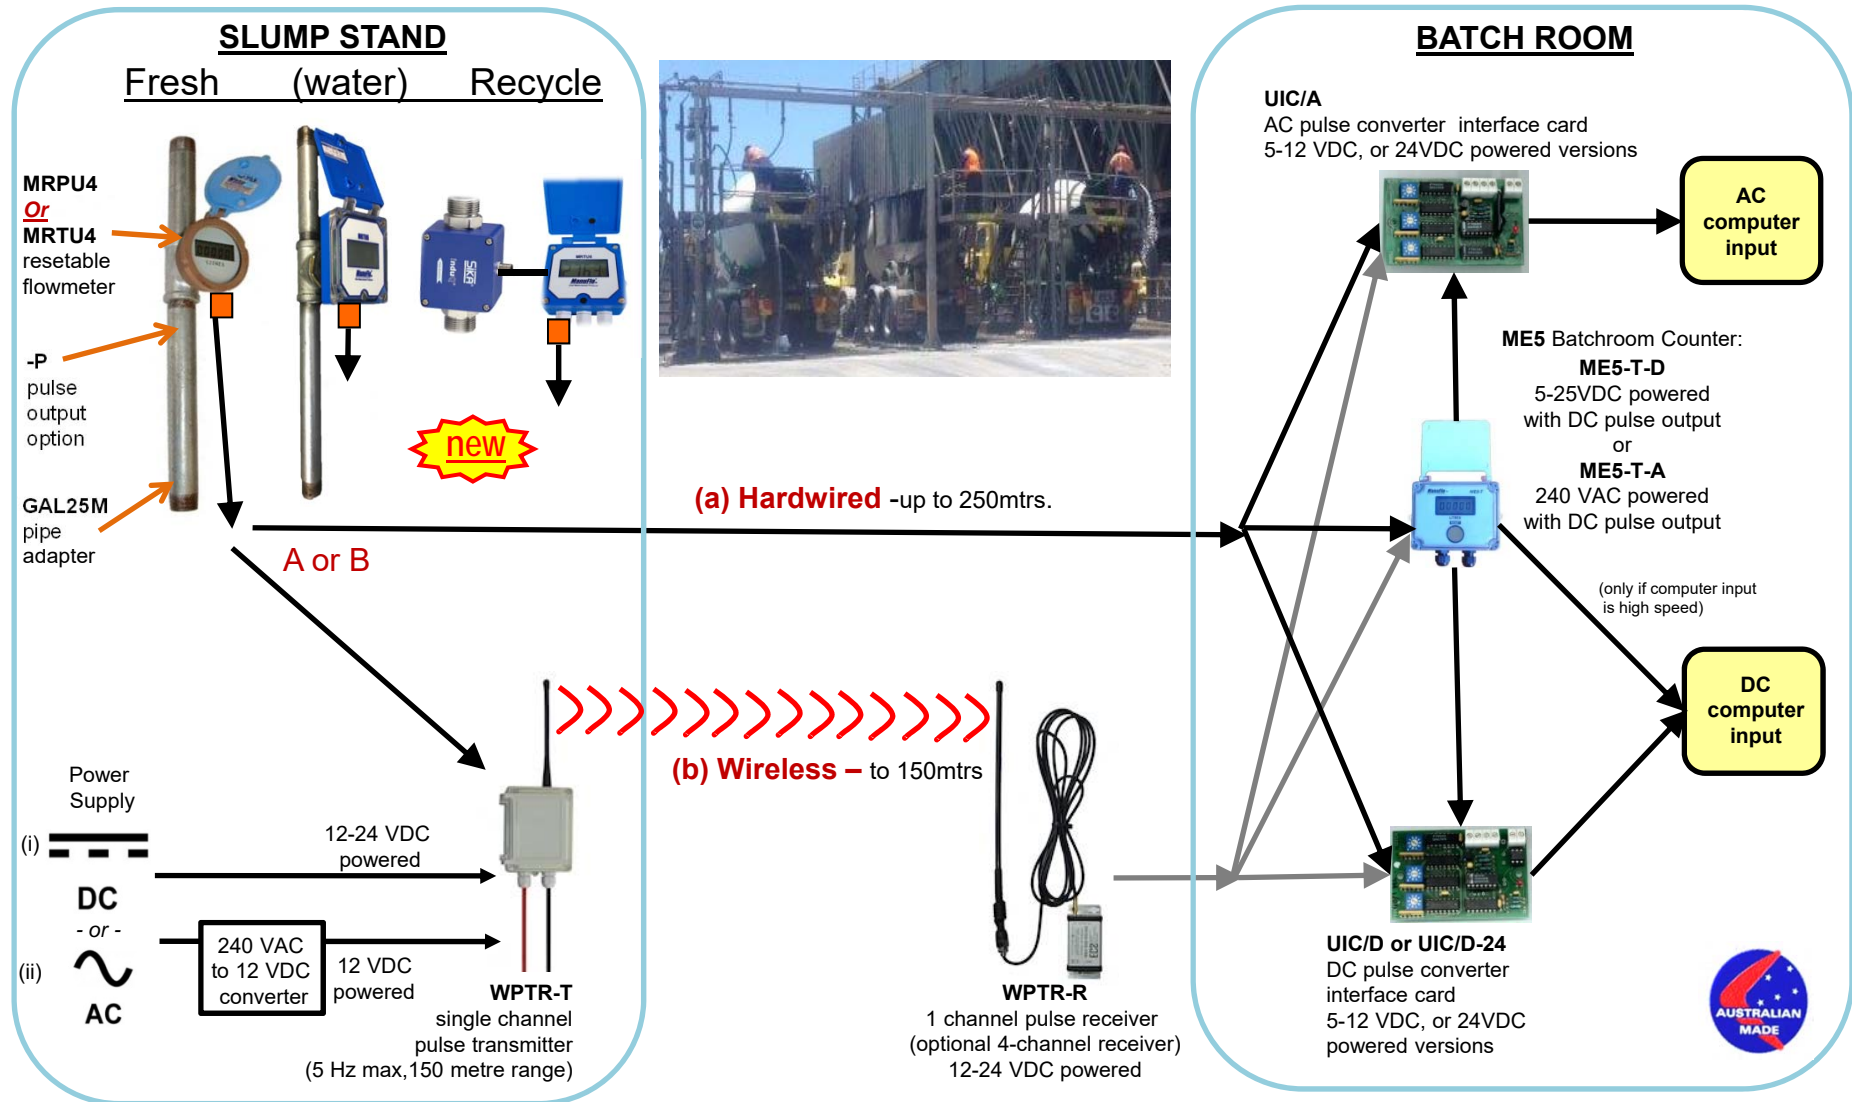 SLUMP STAND
Fresh (water) Recycle
MRPU4
Or
MRTU4
resetable
flowmeter
-P
pulse
output
option
GAL25M
pipe
adapter
SIKA
new
A or B
(a) Hardwired -up to 250mtrs.
(b) Wireless – to 150mtrs
Power
Supply
(i)
DC
- or -
(ii)
AC
12-24 VDC
powered
240 VAC
to 12 VDC
converter
12 VDC
powered
WPTR-T
single channel
pulse transmitter
(5 Hz max,150 metre range)
WPTR-R
1 channel pulse receiver
(optional 4-channel receiver)
12-24 VDC powered
BATCH ROOM
UIC/A
AC pulse converter interface card
5-12 VDC, or 24VDC powered versions
AC
computer
input
ME5 Batchroom Counter:
ME5-T-D
5-25VDC powered
with DC pulse output
or
ME5-T-A
240 VAC powered
with DC pulse output
(only if computer input
is high speed)
DC
computer
input
UIC/D or UIC/D-24
DC pulse converter
interface card
5-12 VDC, or 24VDC
powered versions
AUSTRALIAN
MADE